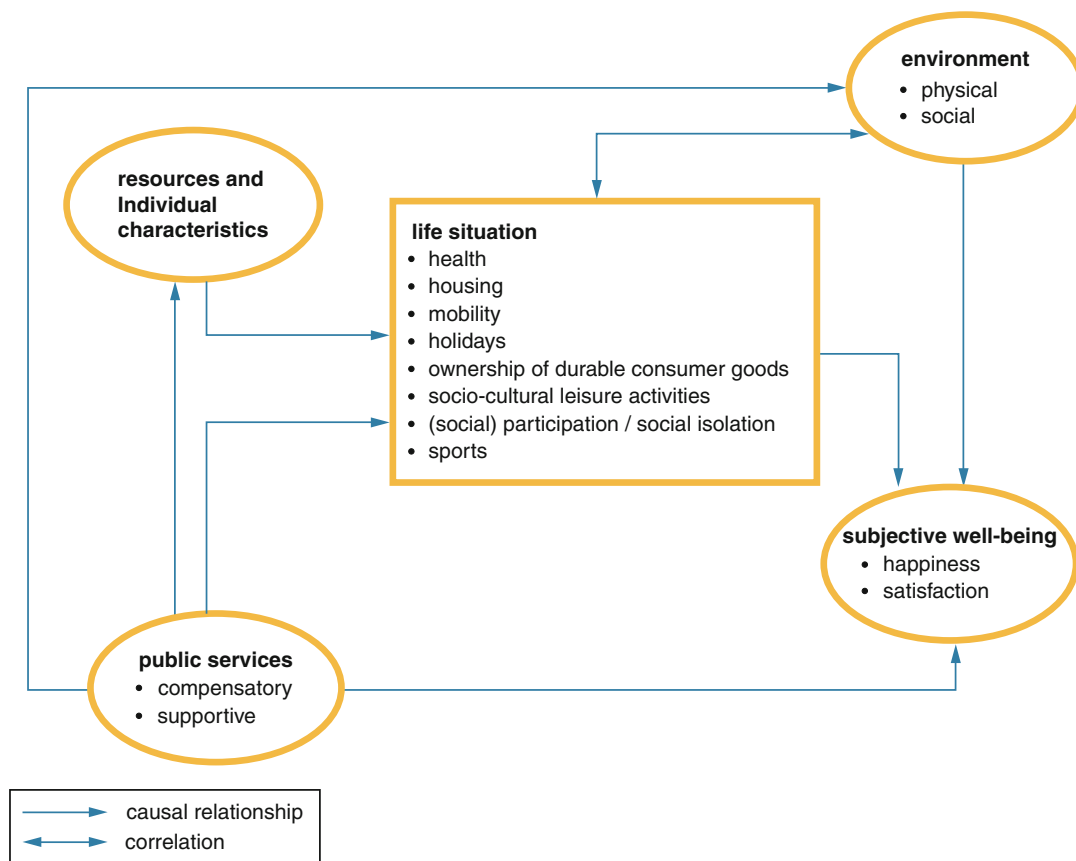 environment
• physical
• social
resources and
Individual
characteristics
life situation
• health
• housing
• mobility
• holidays
• ownership of durable consumer goods
• socio-cultural leisure activities
• (social) participation / social isolation
• sports
subjective well-being
• happiness
• satisfaction
public services
• compensatory
• supportive
causal relationship
correlation